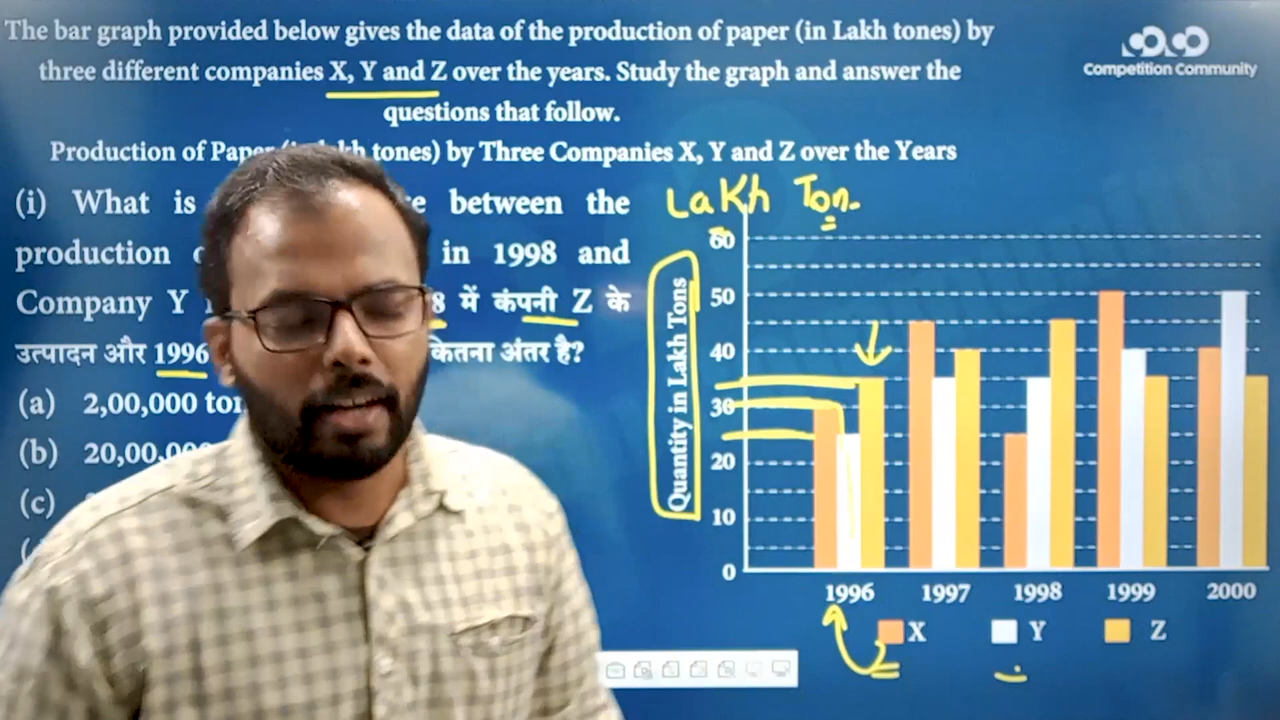 The bar graph provided below gives the data of the production of paper (in Lakh tones) by
three different companies X, Y and Z over the years. Study the graph and answer the
questions that follow.
Competition Community
Production of Pape kh tones) by Three Companies X, Y and Z over the Years
(i) What is e between the
production in 1998 and
Company Y 8 में कंपनी Z के
उत्पादन और 1996 कितना अंतर है?
(a) 2,00,000 ton
(b) 20,00,00
(c)
Lakh Ton.
Quantity in Lakh Tons
60
50
40
30
20
10
0
1996 1997 1998 1999 2000
X Y Z